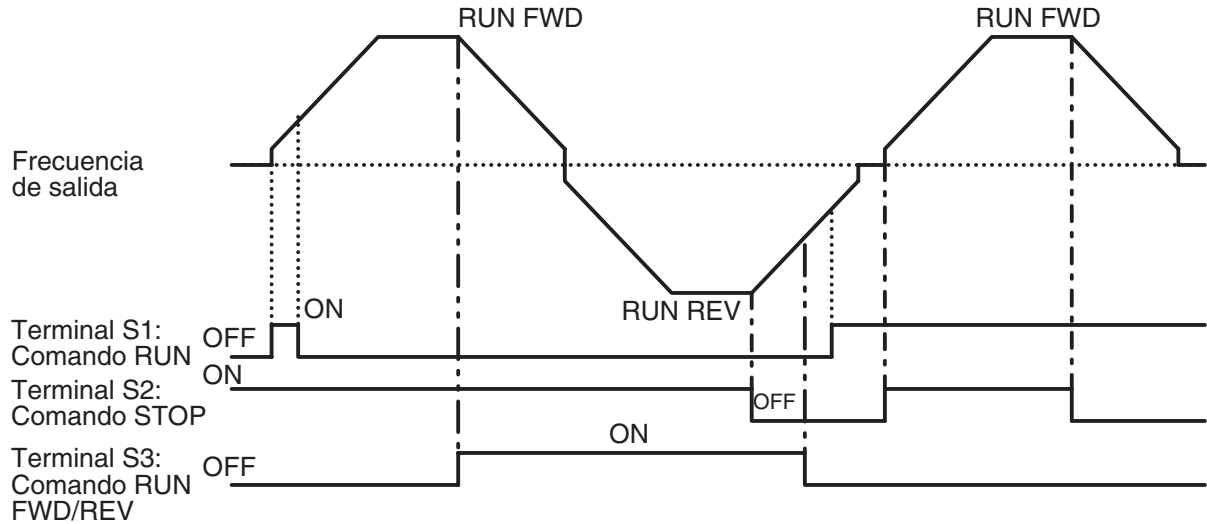 RUN FWD
RUN FWD
Frecuencia
de salida
RUN REV
ON
Terminal S1:
Comando RUN
OFF
ON
Terminal S2:
Comando STOP
OFF
ON
Terminal S3:
Comando RUN
FWD/REV
OFF